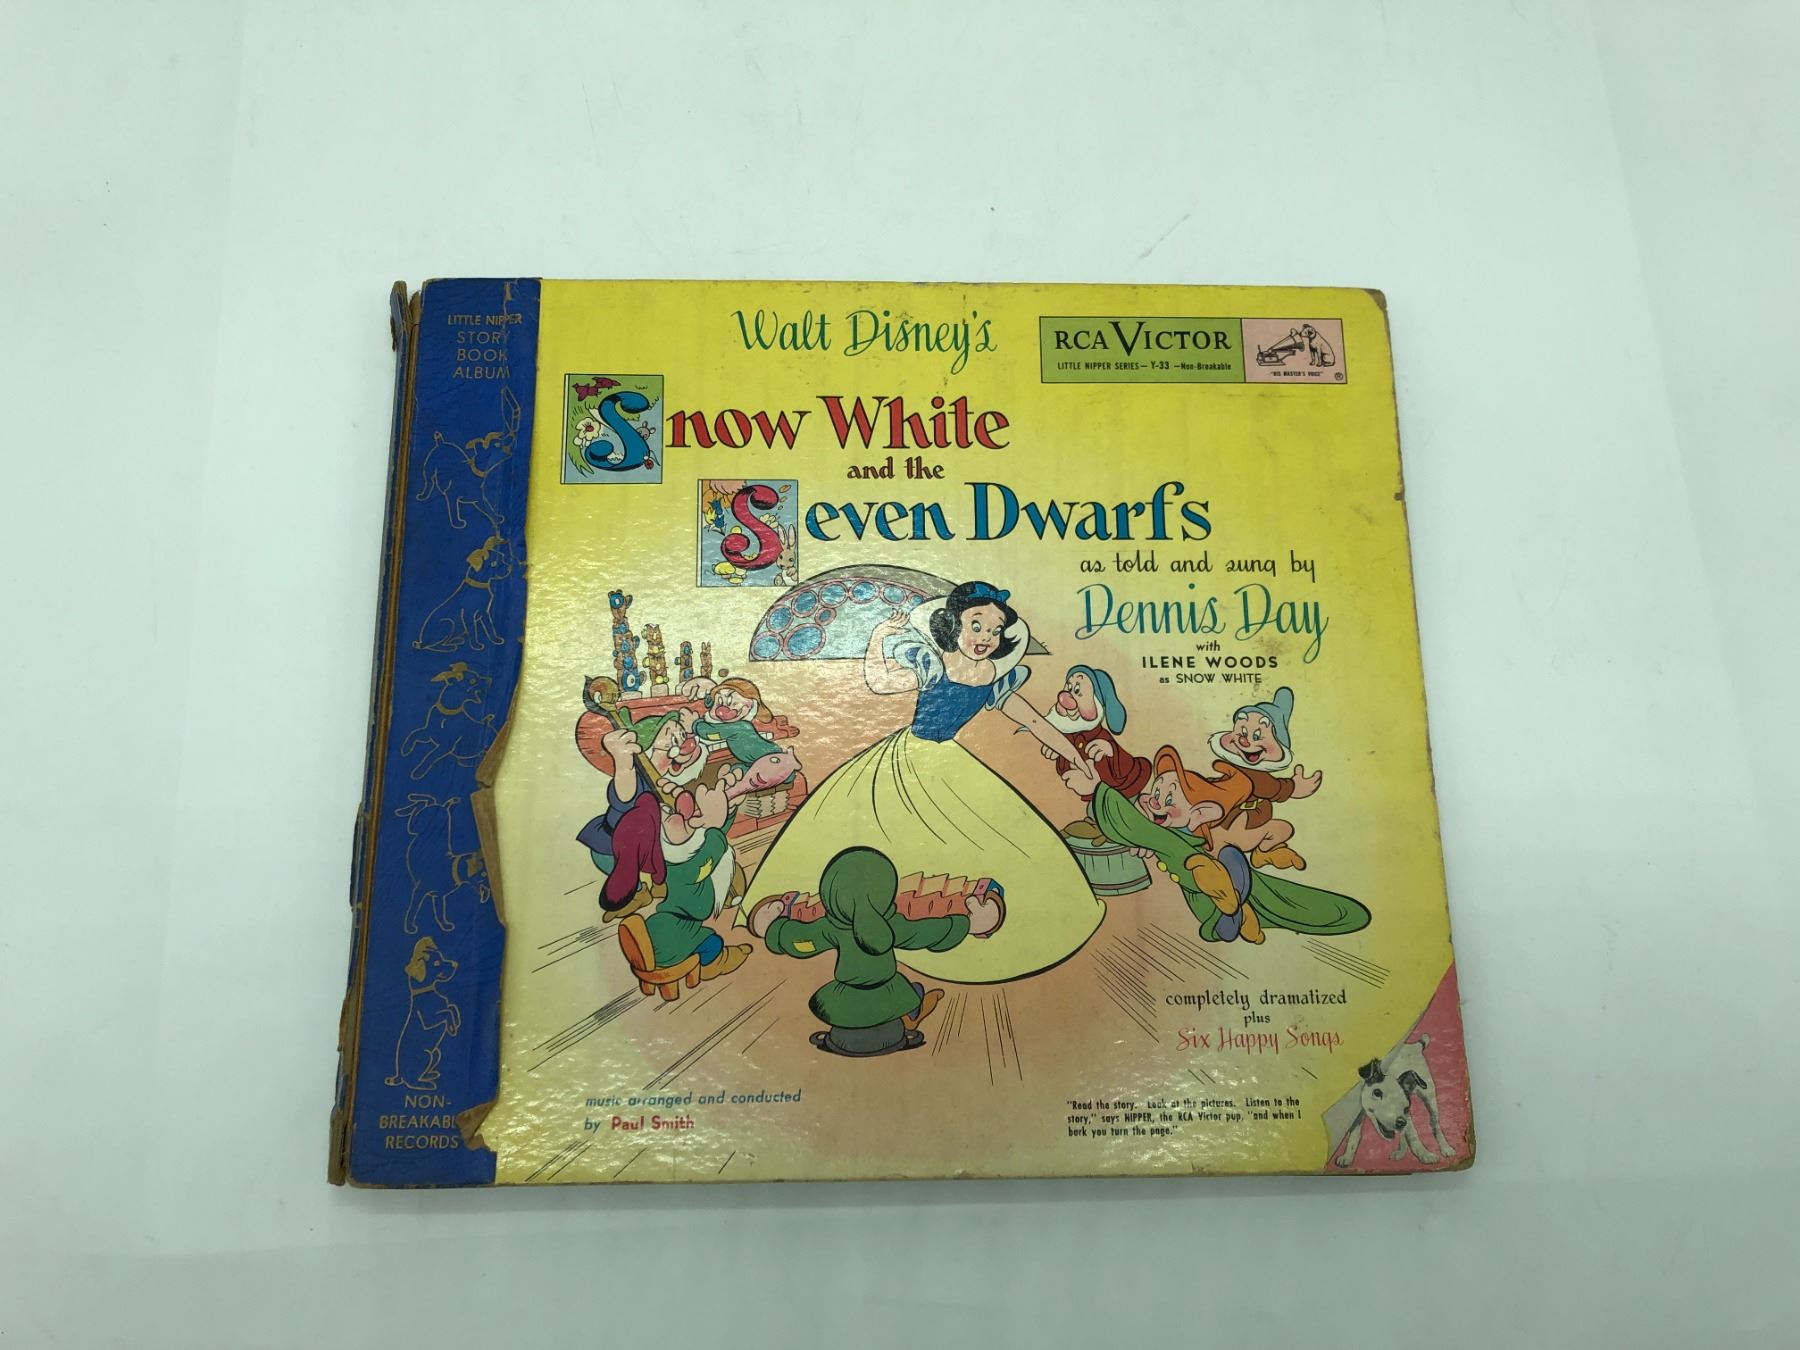 LITTLE NIPPER
STORY
BOOK
ALBUM
NON-
BREAKABL
RECORDS
Walt Disney's
RCA VICTOR
LITTLE NIPPER SERIES — Y-33 — Non-Breakable
"HIS MASTER'S VOICE"
®
Snow White
and the
Seven Dwarfs
as told and sung by
Dennis Day
with
ILENE WOODS
as SNOW WHITE
completely dramatized
plus
Six Happy Songs
music arranged and conducted
by Paul Smith
"Read the story. Look at the pictures. Listen to the
story," says NIPPER, the RCA Victor pup, "and when I
bark you turn the page."